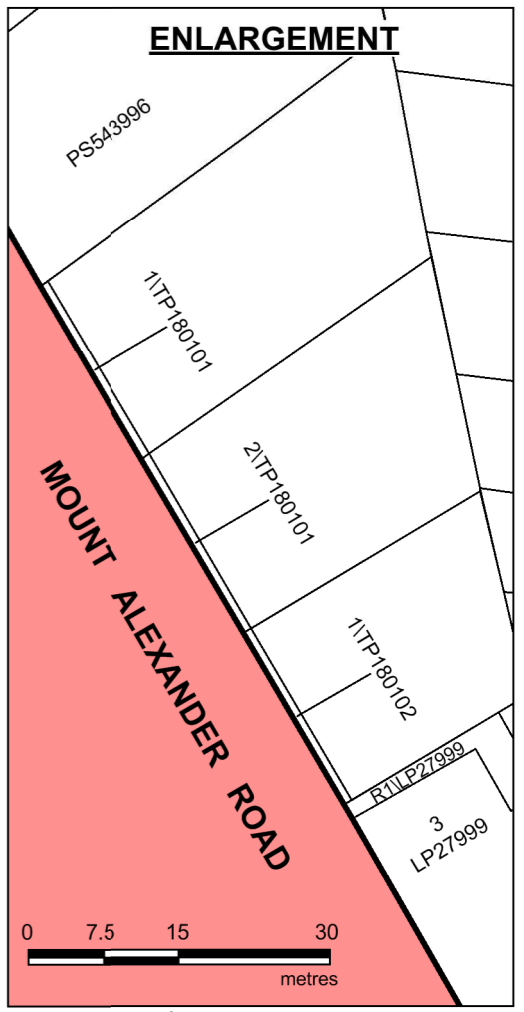 ENLARGEMENT
PS543996
1\TP180101
2\TP180101
1\TP180102
R1\LP27999
3
LP27999
MOUNT ALEXANDER ROAD
0 7.5 15 30
metres